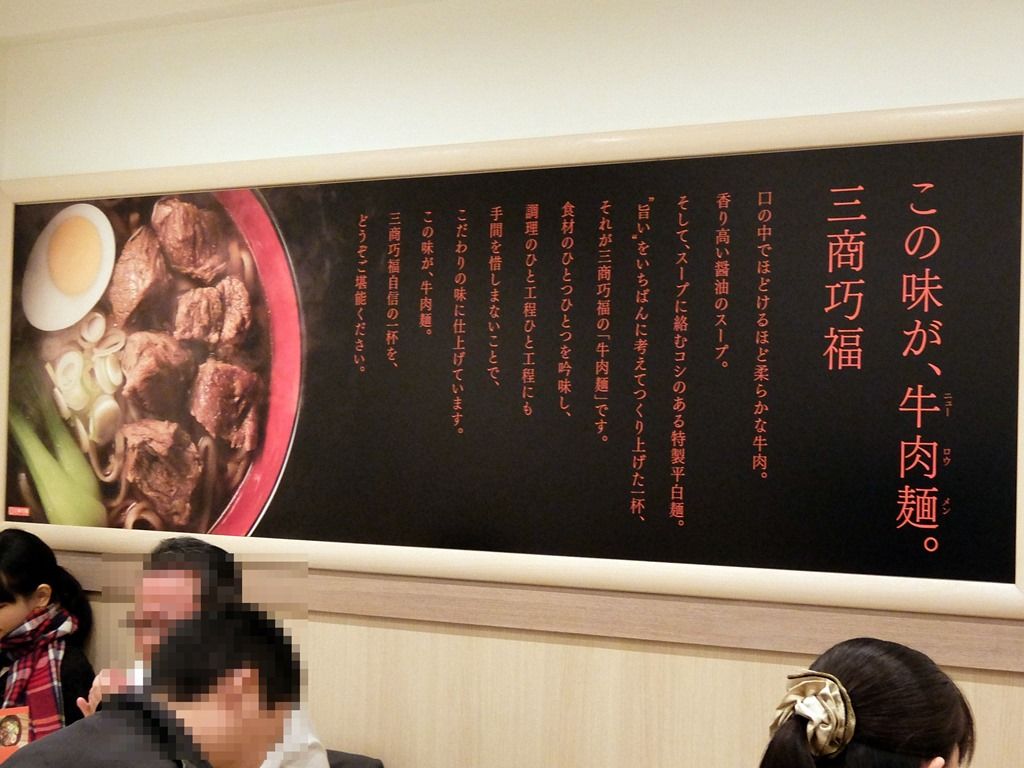 この味が、牛肉麺。
ニューロウメン
三商巧福
口の中でほどけるほど柔らかな牛肉。
香り高い醤油のスープ。
そして、スープに絡むコシのある特製平白麺。
"旨い"をいちばんに考えてつくり上げた一杯、
それが三商巧福の「牛肉麺」です。
食材のひとつひとつを吟味し、
調理のひと工程ひと工程にも
手間を惜しまないことで、
こだわりの味に仕上げています。
この味が、牛肉麺。
三商巧福自信の一杯を、
どうぞご堪能ください。